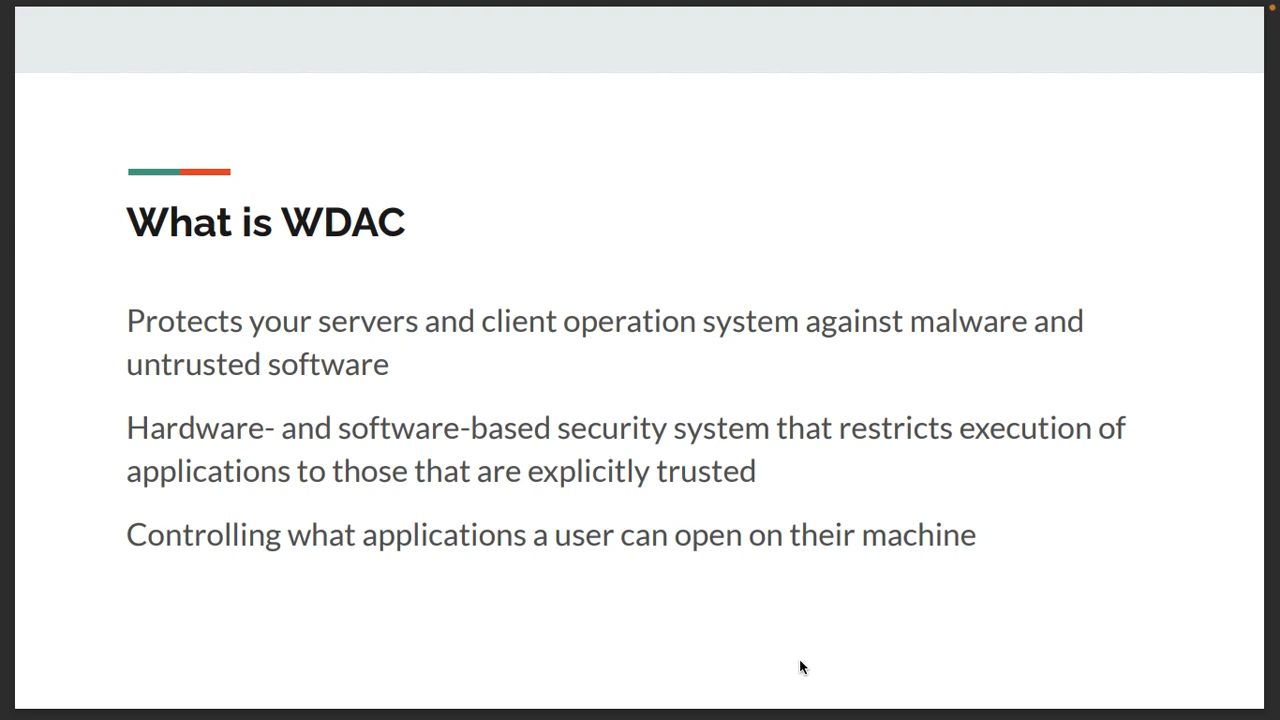 What is WDAC
Protects your servers and client operation system against malware and
untrusted software
Hardware- and software-based security system that restricts execution of
applications to those that are explicitly trusted
Controlling what applications a user can open on their machine